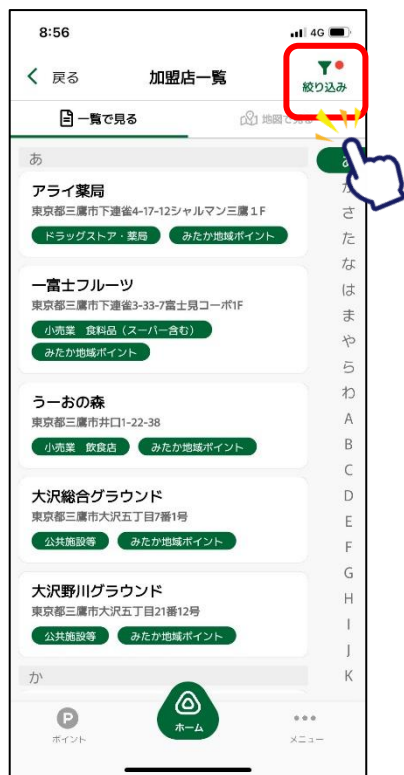 8:56
4G
戻る
加盟店一覧
絞り込み
一覧で見る
地図で見る
あ
アライ薬局
東京都三鷹市下連雀4-17-12シャルマン三鷹１F
ドラッグストア・薬局 みたか地域ポイント
一富士フルーツ
東京都三鷹市下連雀3-33-7富士見コーポ1F
小売業 食料品（スーパー含む）
みたか地域ポイント
うーおの森
東京都三鷹市井口1-22-38
小売業 飲食店 みたか地域ポイント
大沢総合グラウンド
東京都三鷹市大沢五丁目7番1号
公共施設等 みたか地域ポイント
大沢野川グラウンド
東京都三鷹市大沢五丁目21番12号
公共施設等 みたか地域ポイント
か
あ
か
さ
た
な
は
ま
や
ら
わ
A
B
C
D
E
F
G
H
I
J
K
P
ポイント
ホーム
メニュー